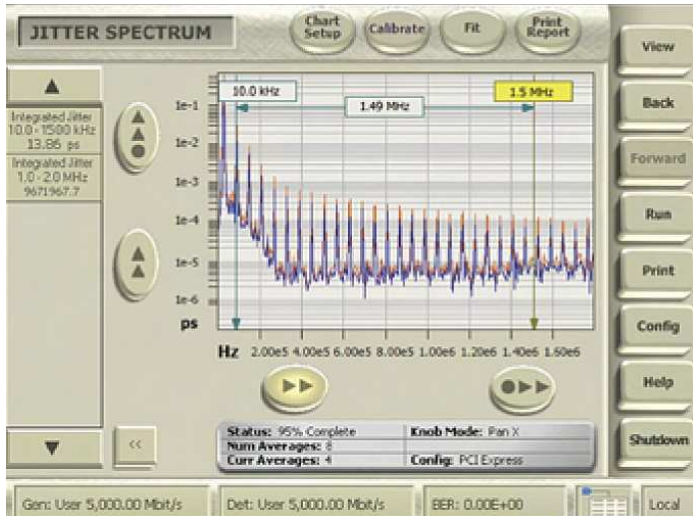 JITTER SPECTRUM
Chart Setup
Calibrate
Fit
Print Report
View
Back
Forward
Run
Print
Config
Help
Shutdown
Integrated Jitter
10.0 - 1500 kHz
13.86 ps
Integrated Jitter
1.0 - 2.0 MHz
9671967.7
10.0 kHz
1.49 MHz
1.5 MHz
1e-1
1e-2
1e-3
1e-4
1e-5
1e-6
ps
Hz 2.00e5 4.00e5 6.00e5 8.00e5 1.00e6 1.20e6 1.40e6 1.60e6
<<
Status: 95% Complete
Knob Mode: Pan X
Num Averages: 8
Curr Averages: 4
Config: PCI Express
Gen: User 5,000.00 Mbit/s
Det: User 5,000.00 Mbit/s
BER: 0.00E+00
Local